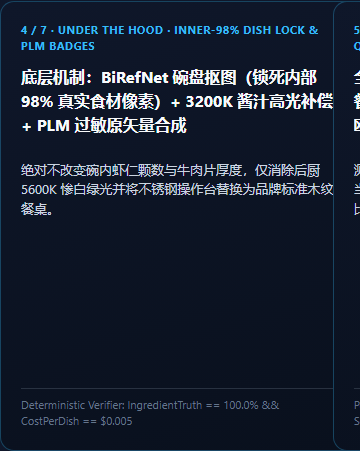 4 / 7 · UNDER THE HOOD · INNER-98% DISH LOCK &
PLM BADGES
底层机制：BiRefNet 碗盘抠图（锁死内部
98% 真实食材像素）+ 3200K 酱汁高光补偿
+ PLM 过敏原矢量合成
绝对不改变碗内虾仁颗数与牛肉片厚度，仅消除后厨
5600K 惨白绿光并将不锈钢操作台替换为品牌标准木纹
餐桌。
Deterministic Verifier: IngredientTruth == 100.0% &&
CostPerDish == $0.005